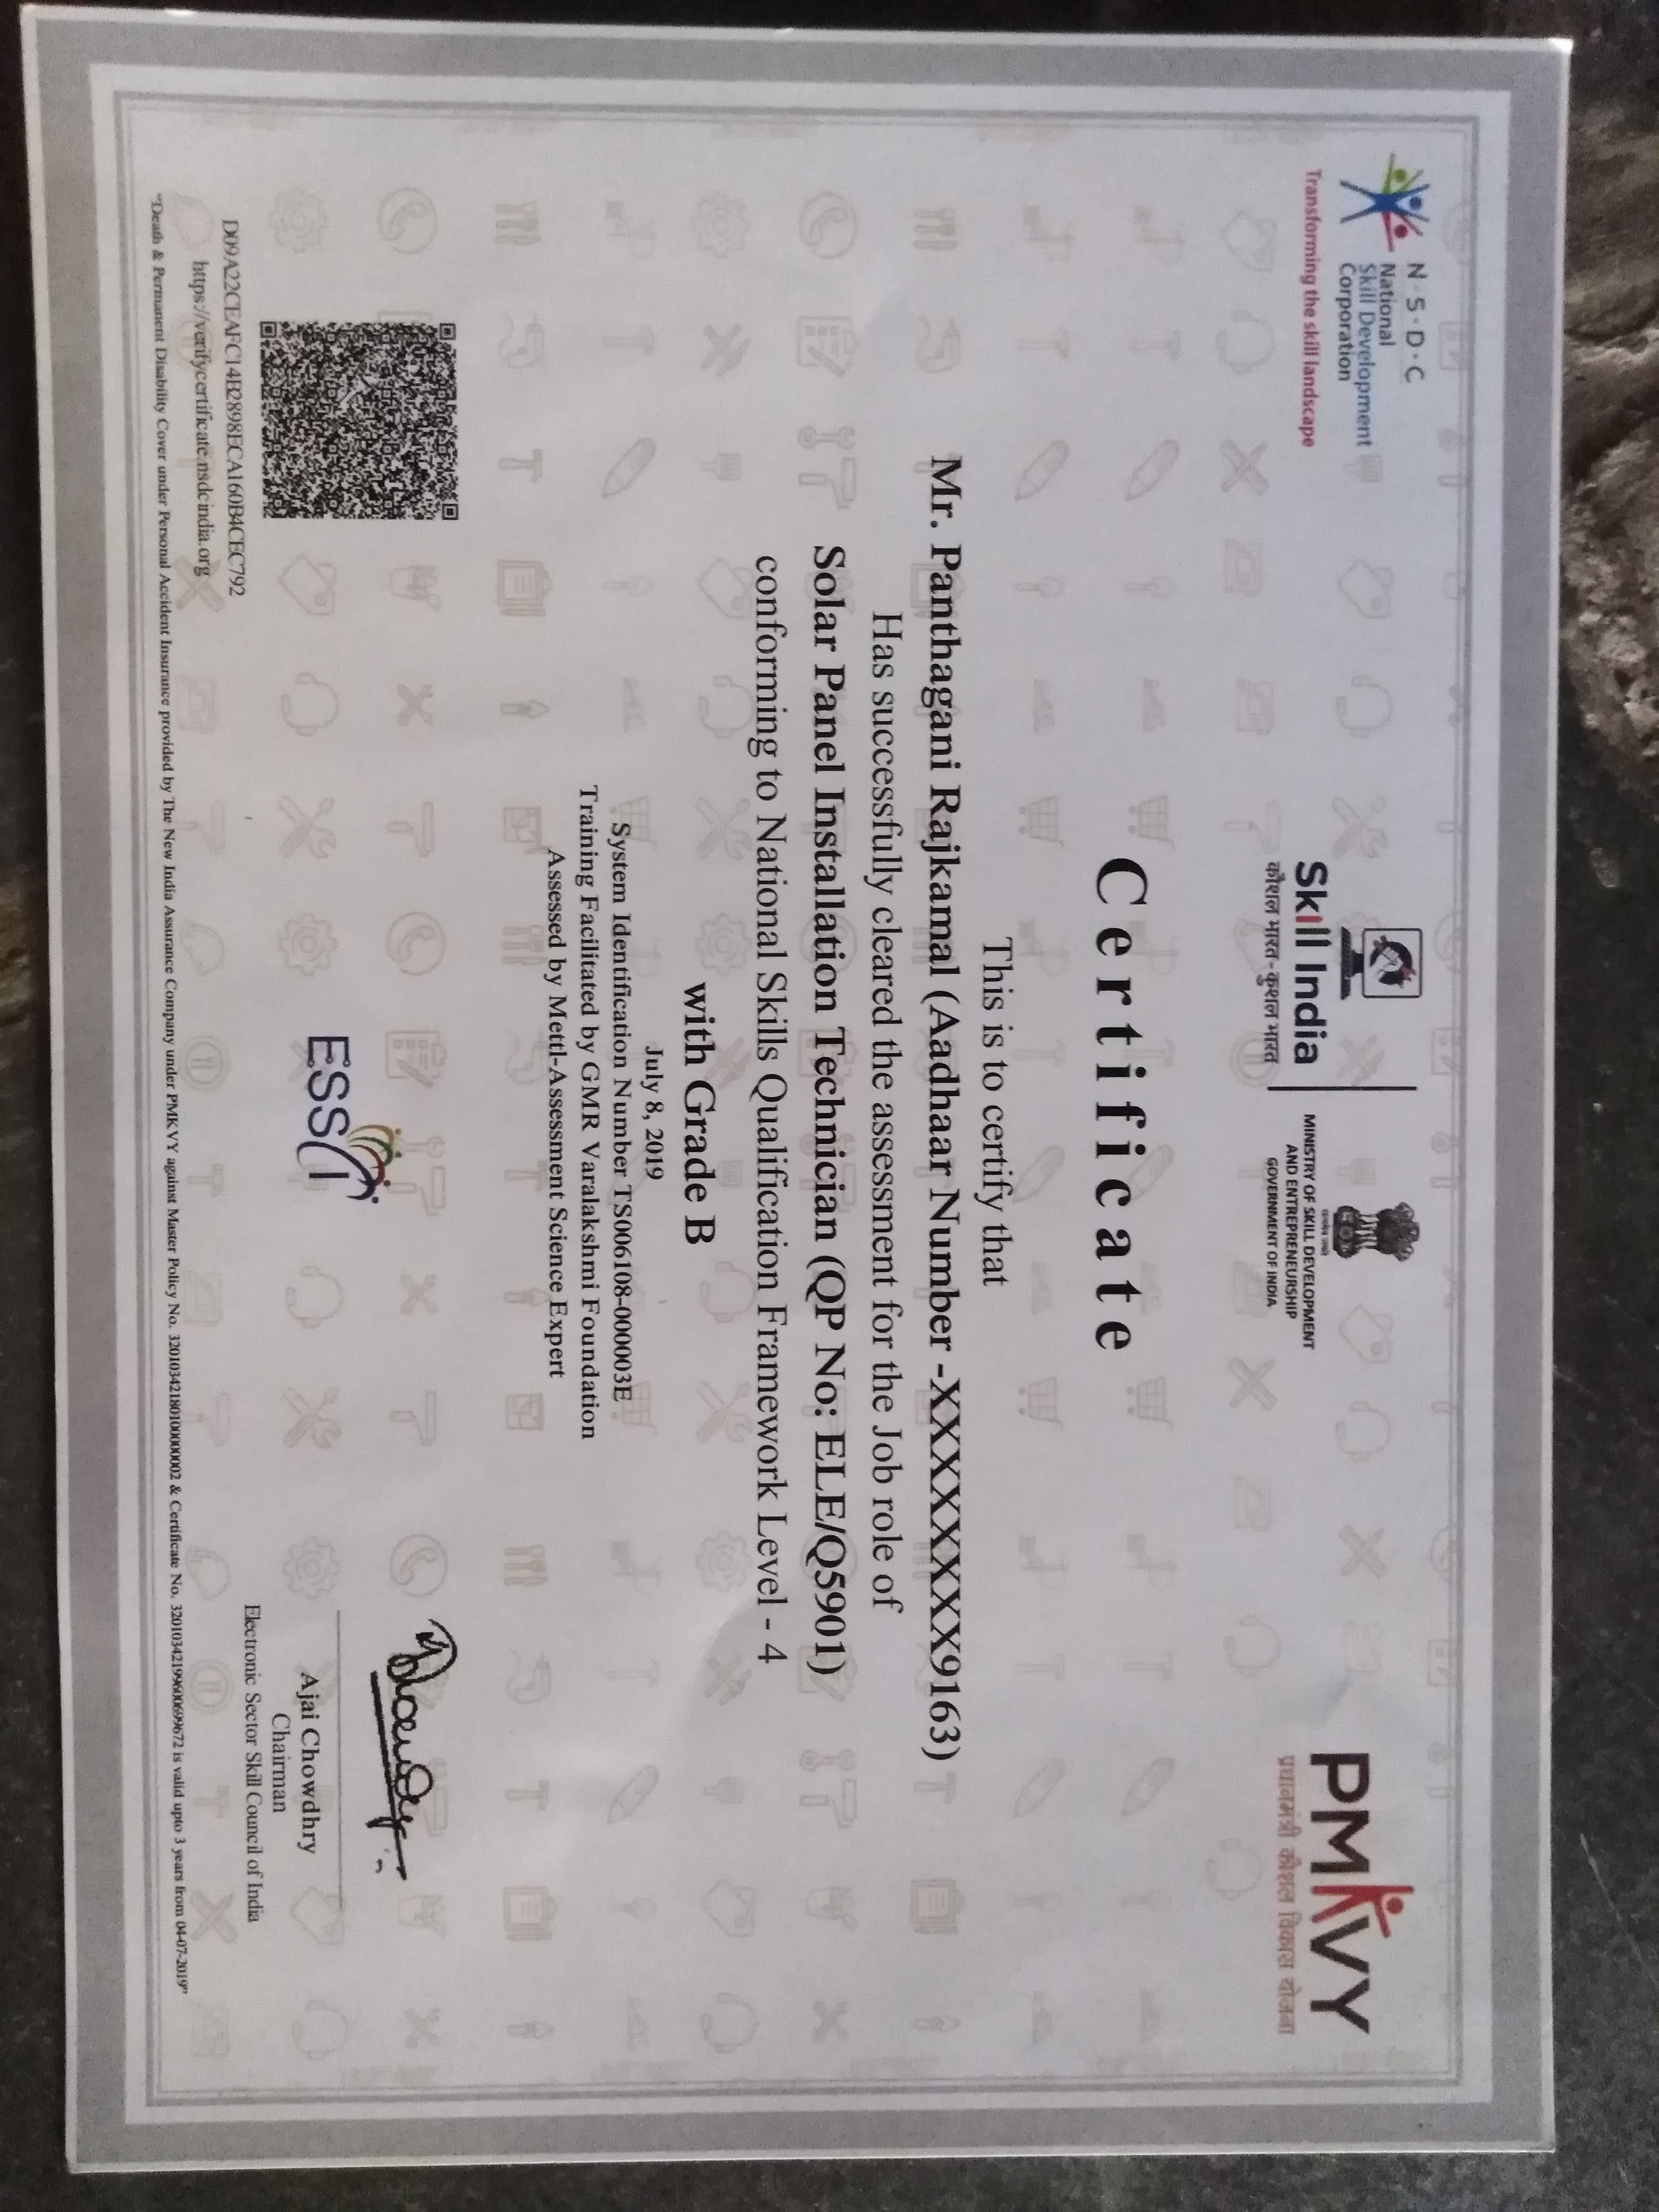 N·S·D·C
National
Skill Development
Corporation
Transforming the skill landscape
Skill India
कौशल भारत - कुशल भारत
सत्यमेव जयते
MINISTRY OF SKILL DEVELOPMENT
AND ENTREPRENEURSHIP
GOVERNMENT OF INDIA
PMKVY
प्रधानमंत्री कौशल विकास योजना
Certificate
This is to certify that
Mr. Panthagani Rajkamal (Aadhaar Number -XXXXXXXX9163)
Has successfully cleared the assessment for the Job role of
Solar Panel Installation Technician (QP No: ELE/Q5901)
conforming to National Skills Qualification Framework Level - 4
with Grade B
July 8, 2019
System Identification Number TS006108-000003E
Training Facilitated by GMR Varalakshmi Foundation
Assessed by Mettl-Assessment Science Expert
D09A22CEAFC14B2898ECA160B4CEC792
https://verifycertificate.nsdcindia.org
ESSCI
Ajai Chowdhry
Chairman
Electronic Sector Skill Council of India
"Death & Permanent Disability Cover under Personal Accident Insurance provided by The New India Assurance Company under PMKVY against Master Policy No. 32010342180100000002 & Certificate No. 32010342199600699672 is valid upto 3 years from 04-07-2019"